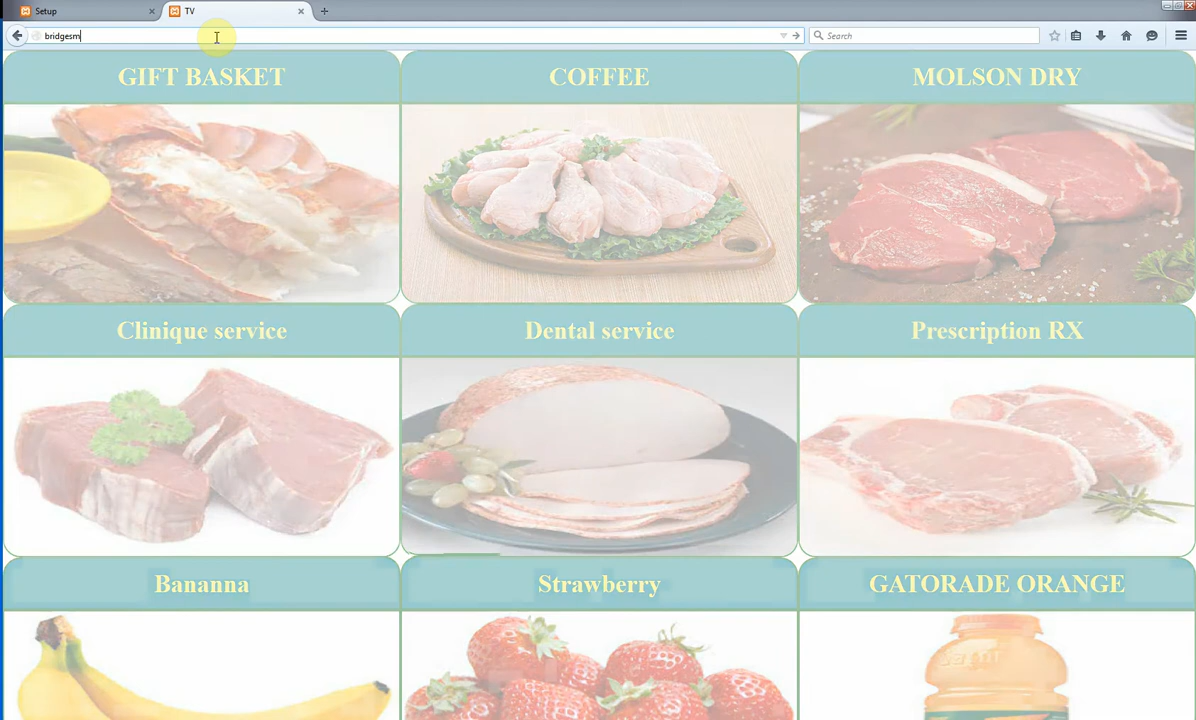 Setup
TV
bridgesm
Search
GIFT BASKET
COFFEE
MOLSON DRY
Clinique service
Dental service
Prescription RX
Bananna
Strawberry
GATORADE ORANGE